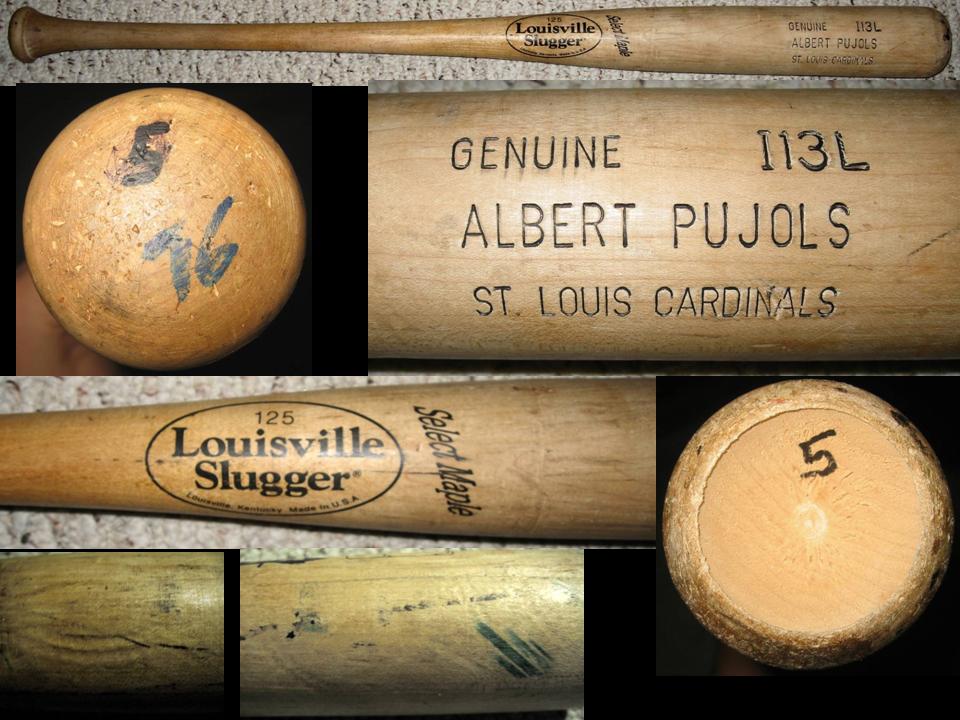 125
Louisville
Slugger
Select Maple
GENUINE I13L
ALBERT PUJOLS
ST. LOUIS CARDINALS
5
96
GENUINE I13L
ALBERT PUJOLS
ST. LOUIS CARDINALS
125
Louisville
Slugger®
Louisville, Kentucky Made in U.S.A
Select Maple
5